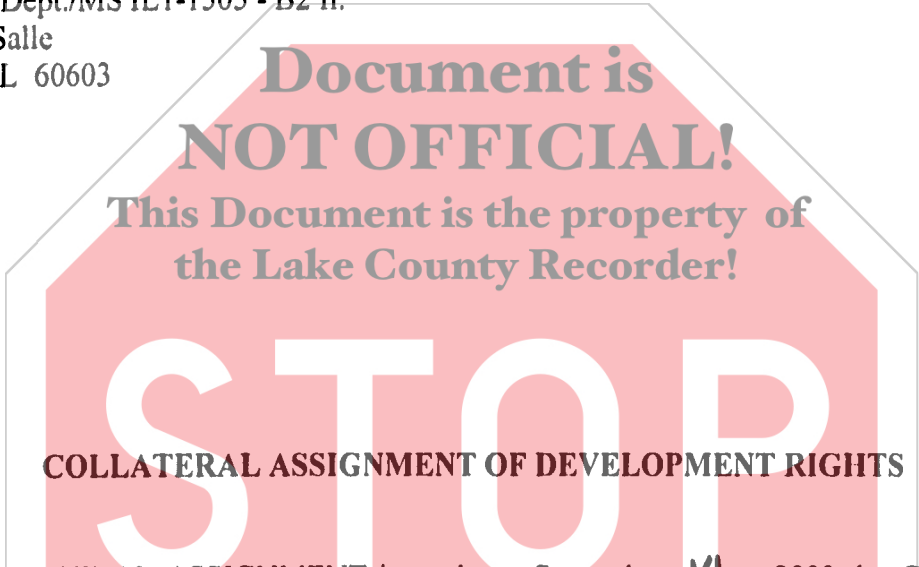 Dept./MS IL1-1505 - B2 fl.
Salle
L 60603
Document is
NOT OFFICIAL!
This Document is the property of
the Lake County Recorder!
STOP
COLLATERAL ASSIGNMENT OF DEVELOPMENT RIGHTS
ASSIGNMENT